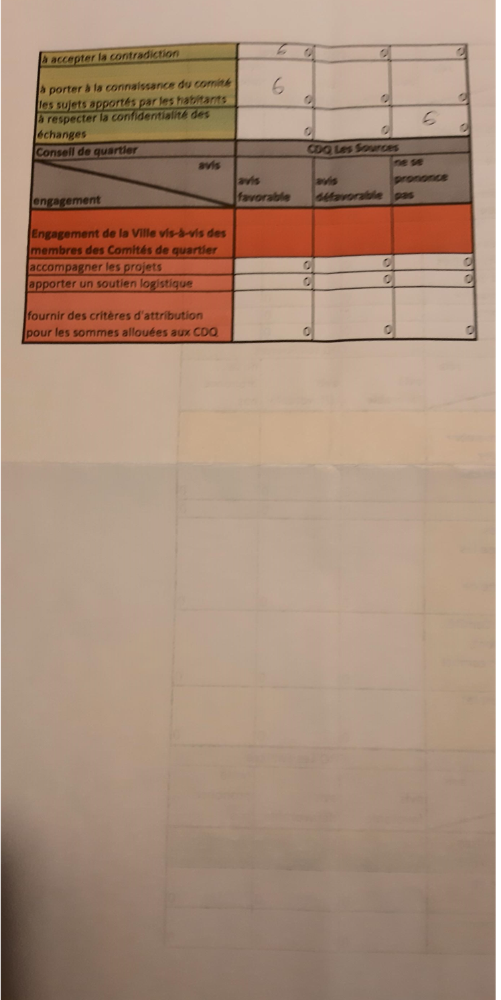 à accepter la contradiction 6 0 0 0
à porter à la connaissance du comité 6
les sujets apportés par les habitants 0 0 0
à respecter la confidentialité des 6
échanges 0 0 0
Conseil de quartier CDQ Les Sources
avis ne se
avis avis prononce
engagement favorable défavorable pas
Engagement de la Ville vis-à-vis des
membres des Comités de quartier
accompagner les projets 0 0 0
apporter un soutien logistique 0 0 0
fournir des critères d'attribution
pour les sommes allouées aux CDQ 0 0 0